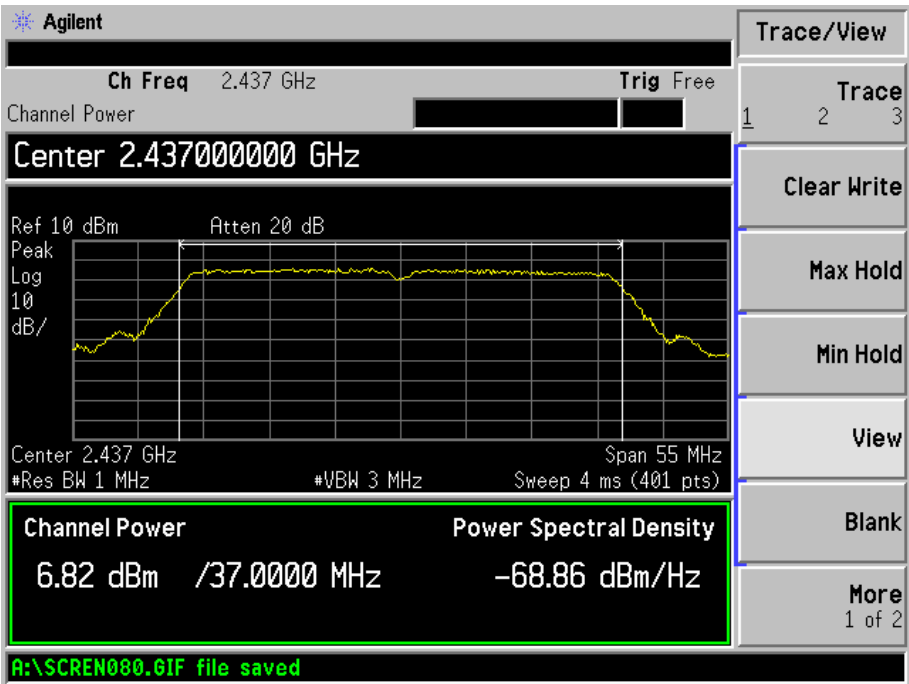 Agilent
Ch Freq 2.437 GHz Trig Free
Channel Power
Center 2.437000000 GHz
Ref 10 dBm Atten 20 dB
Peak
Log
10
dB/
Center 2.437 GHz Span 55 MHz
#Res BW 1 MHz #VBW 3 MHz Sweep 4 ms (401 pts)
Channel Power Power Spectral Density
6.82 dBm /37.0000 MHz -68.86 dBm/Hz
A:\SCREN080.GIF file saved
Trace/View
Trace
1 2 3
Clear Write
Max Hold
Min Hold
View
Blank
More
1 of 2